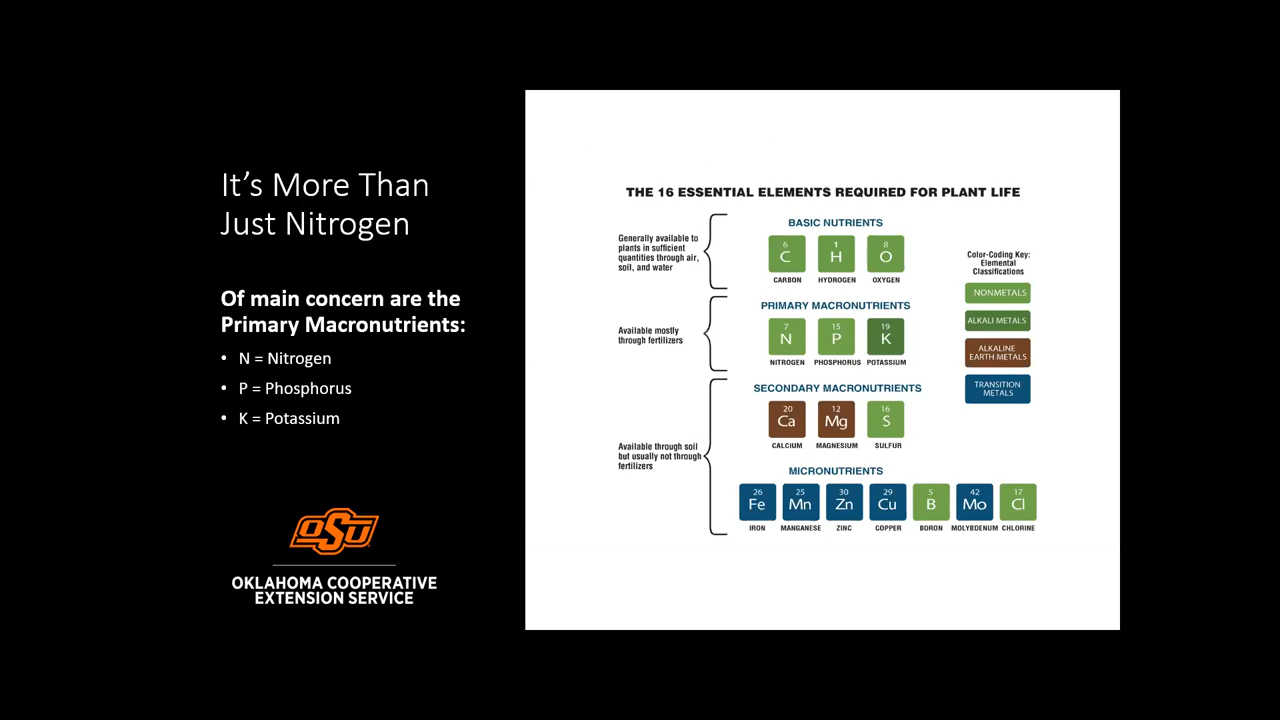 It's More Than
Just Nitrogen
Of main concern are the
Primary Macronutrients:
• N = Nitrogen
• P = Phosphorus
• K = Potassium
OSU
OKLAHOMA COOPERATIVE
EXTENSION SERVICE
THE 16 ESSENTIAL ELEMENTS REQUIRED FOR PLANT LIFE
BASIC NUTRIENTS
Generally available to
plants in sufficient
quantities through air,
soil, and water
6 1 8
C H O
CARBON HYDROGEN OXYGEN
PRIMARY MACRONUTRIENTS
Available mostly
through fertilizers
7 15 19
N P K
NITROGEN PHOSPHORUS POTASSIUM
SECONDARY MACRONUTRIENTS
20 12 16
Ca Mg S
CALCIUM MAGNESIUM SULFUR
Available through soil
but usually not through
fertilizers
MICRONUTRIENTS
26 25 30 29 5 42 17
Fe Mn Zn Cu B Mo Cl
IRON MANGANESE ZINC COPPER BORON MOLYBDENUM CHLORINE
Color-Coding Key:
Elemental
Classifications
NONMETALS
ALKALI METALS
ALKALINE
EARTH METALS
TRANSITION
METALS